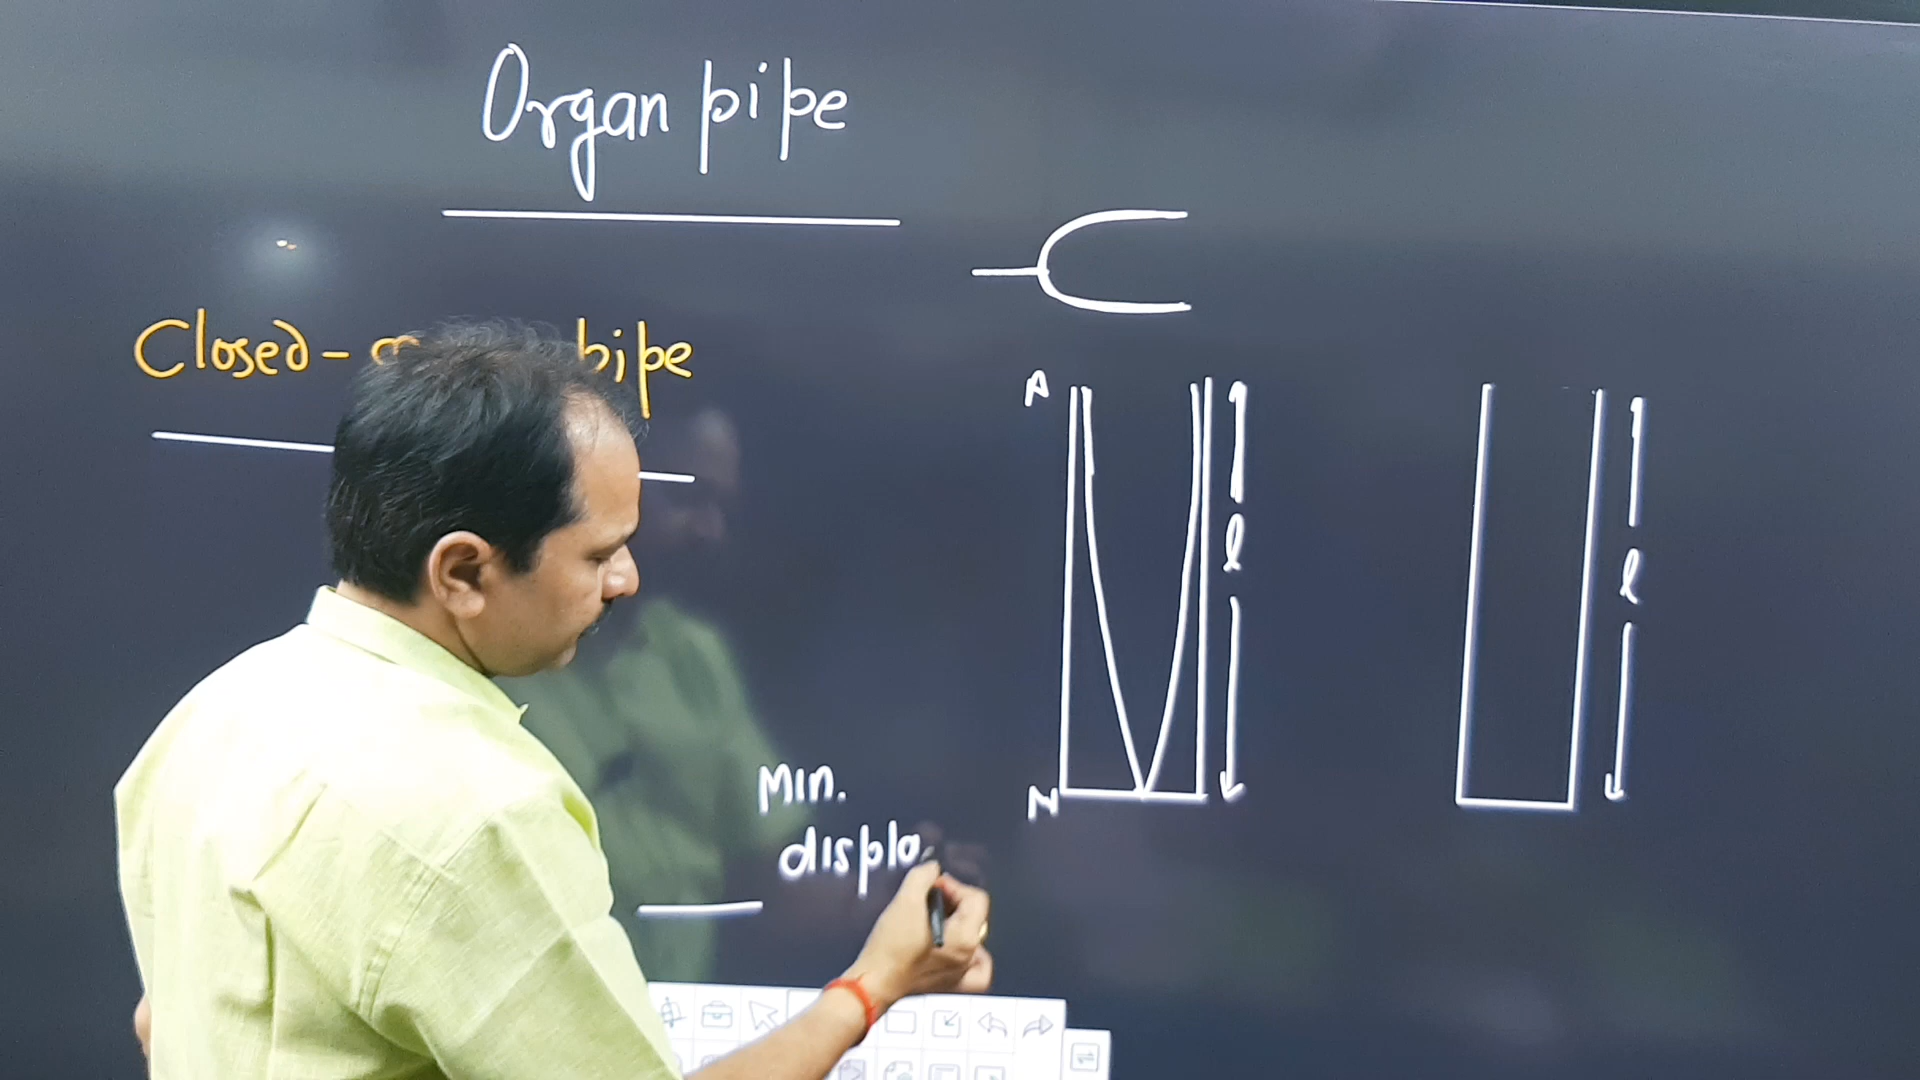 Organ pipe
Closed- pipe
A
l
l
N
Min.
displa